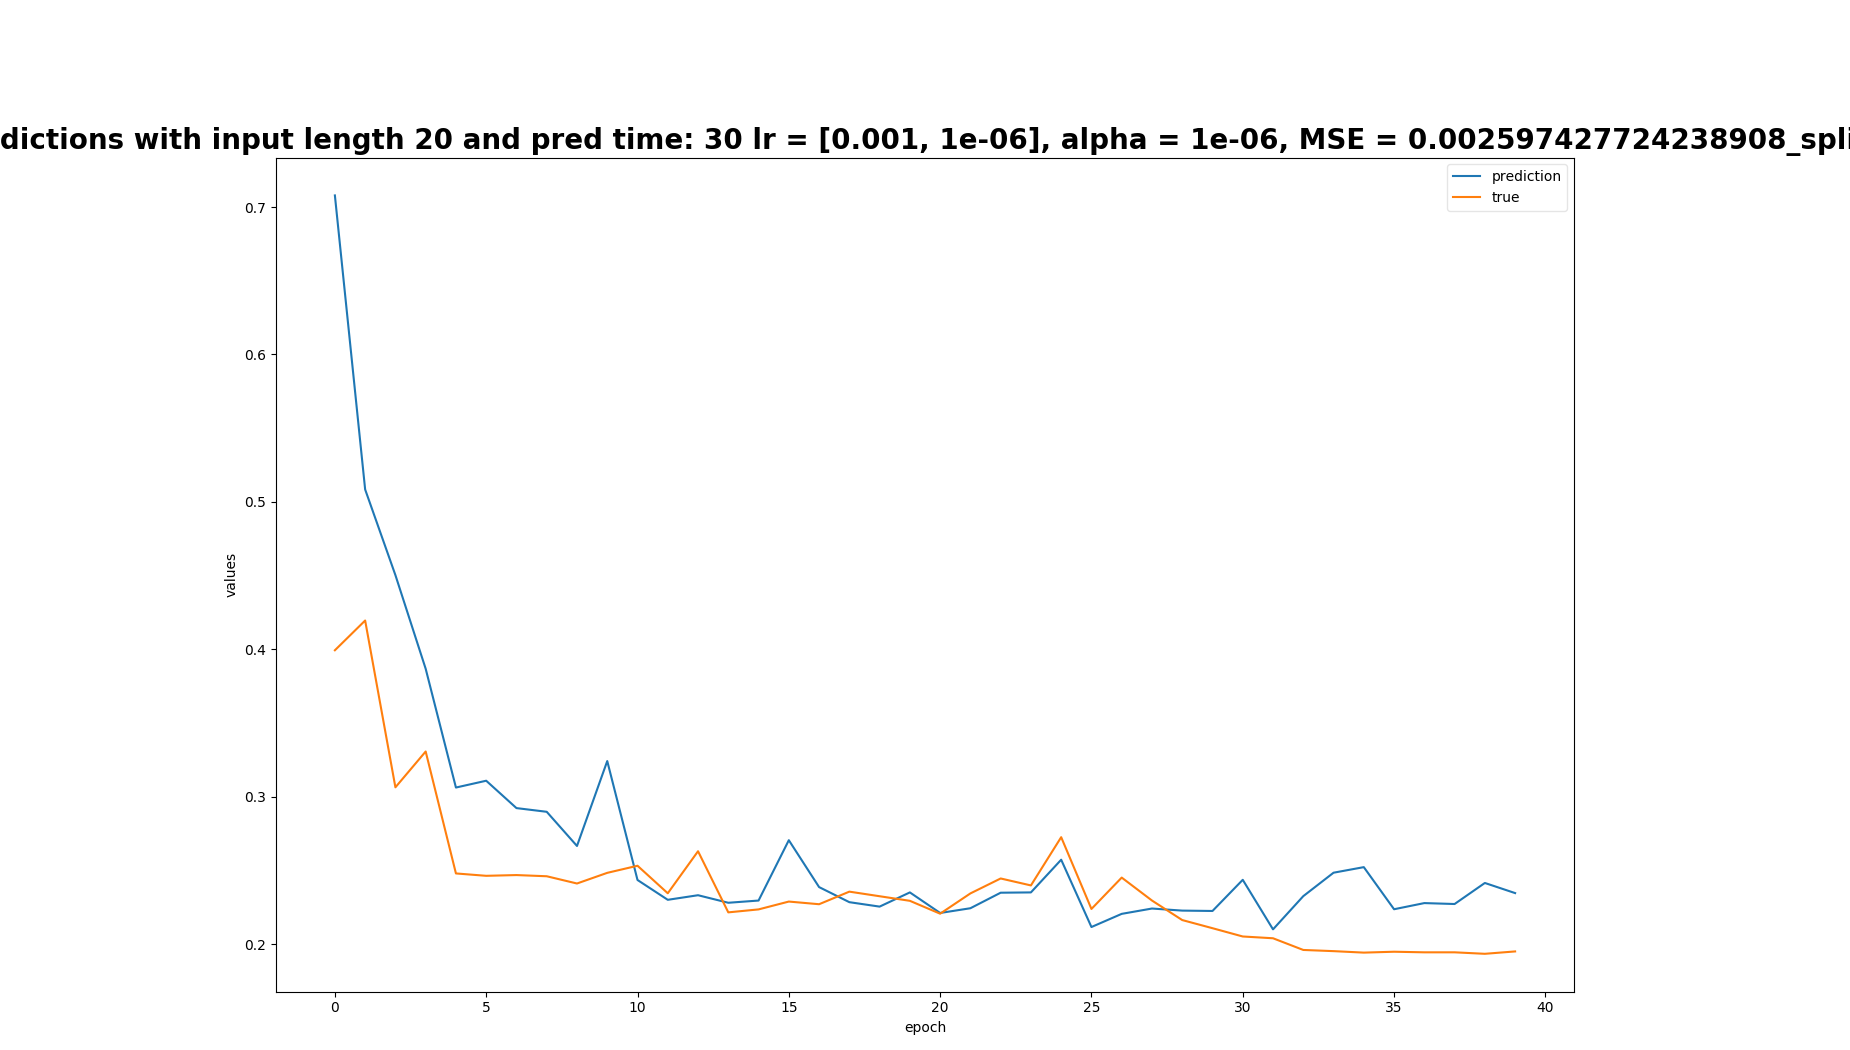 dictions with input length 20 and pred time: 30 lr = [0.001, 1e-06], alpha = 1e-06, MSE = 0.002597427724238908_spli
prediction
true
0.7
0.6
0.5
0.4
0.3
0.2
values
0 5 10 15 20 25 30 35 40
epoch